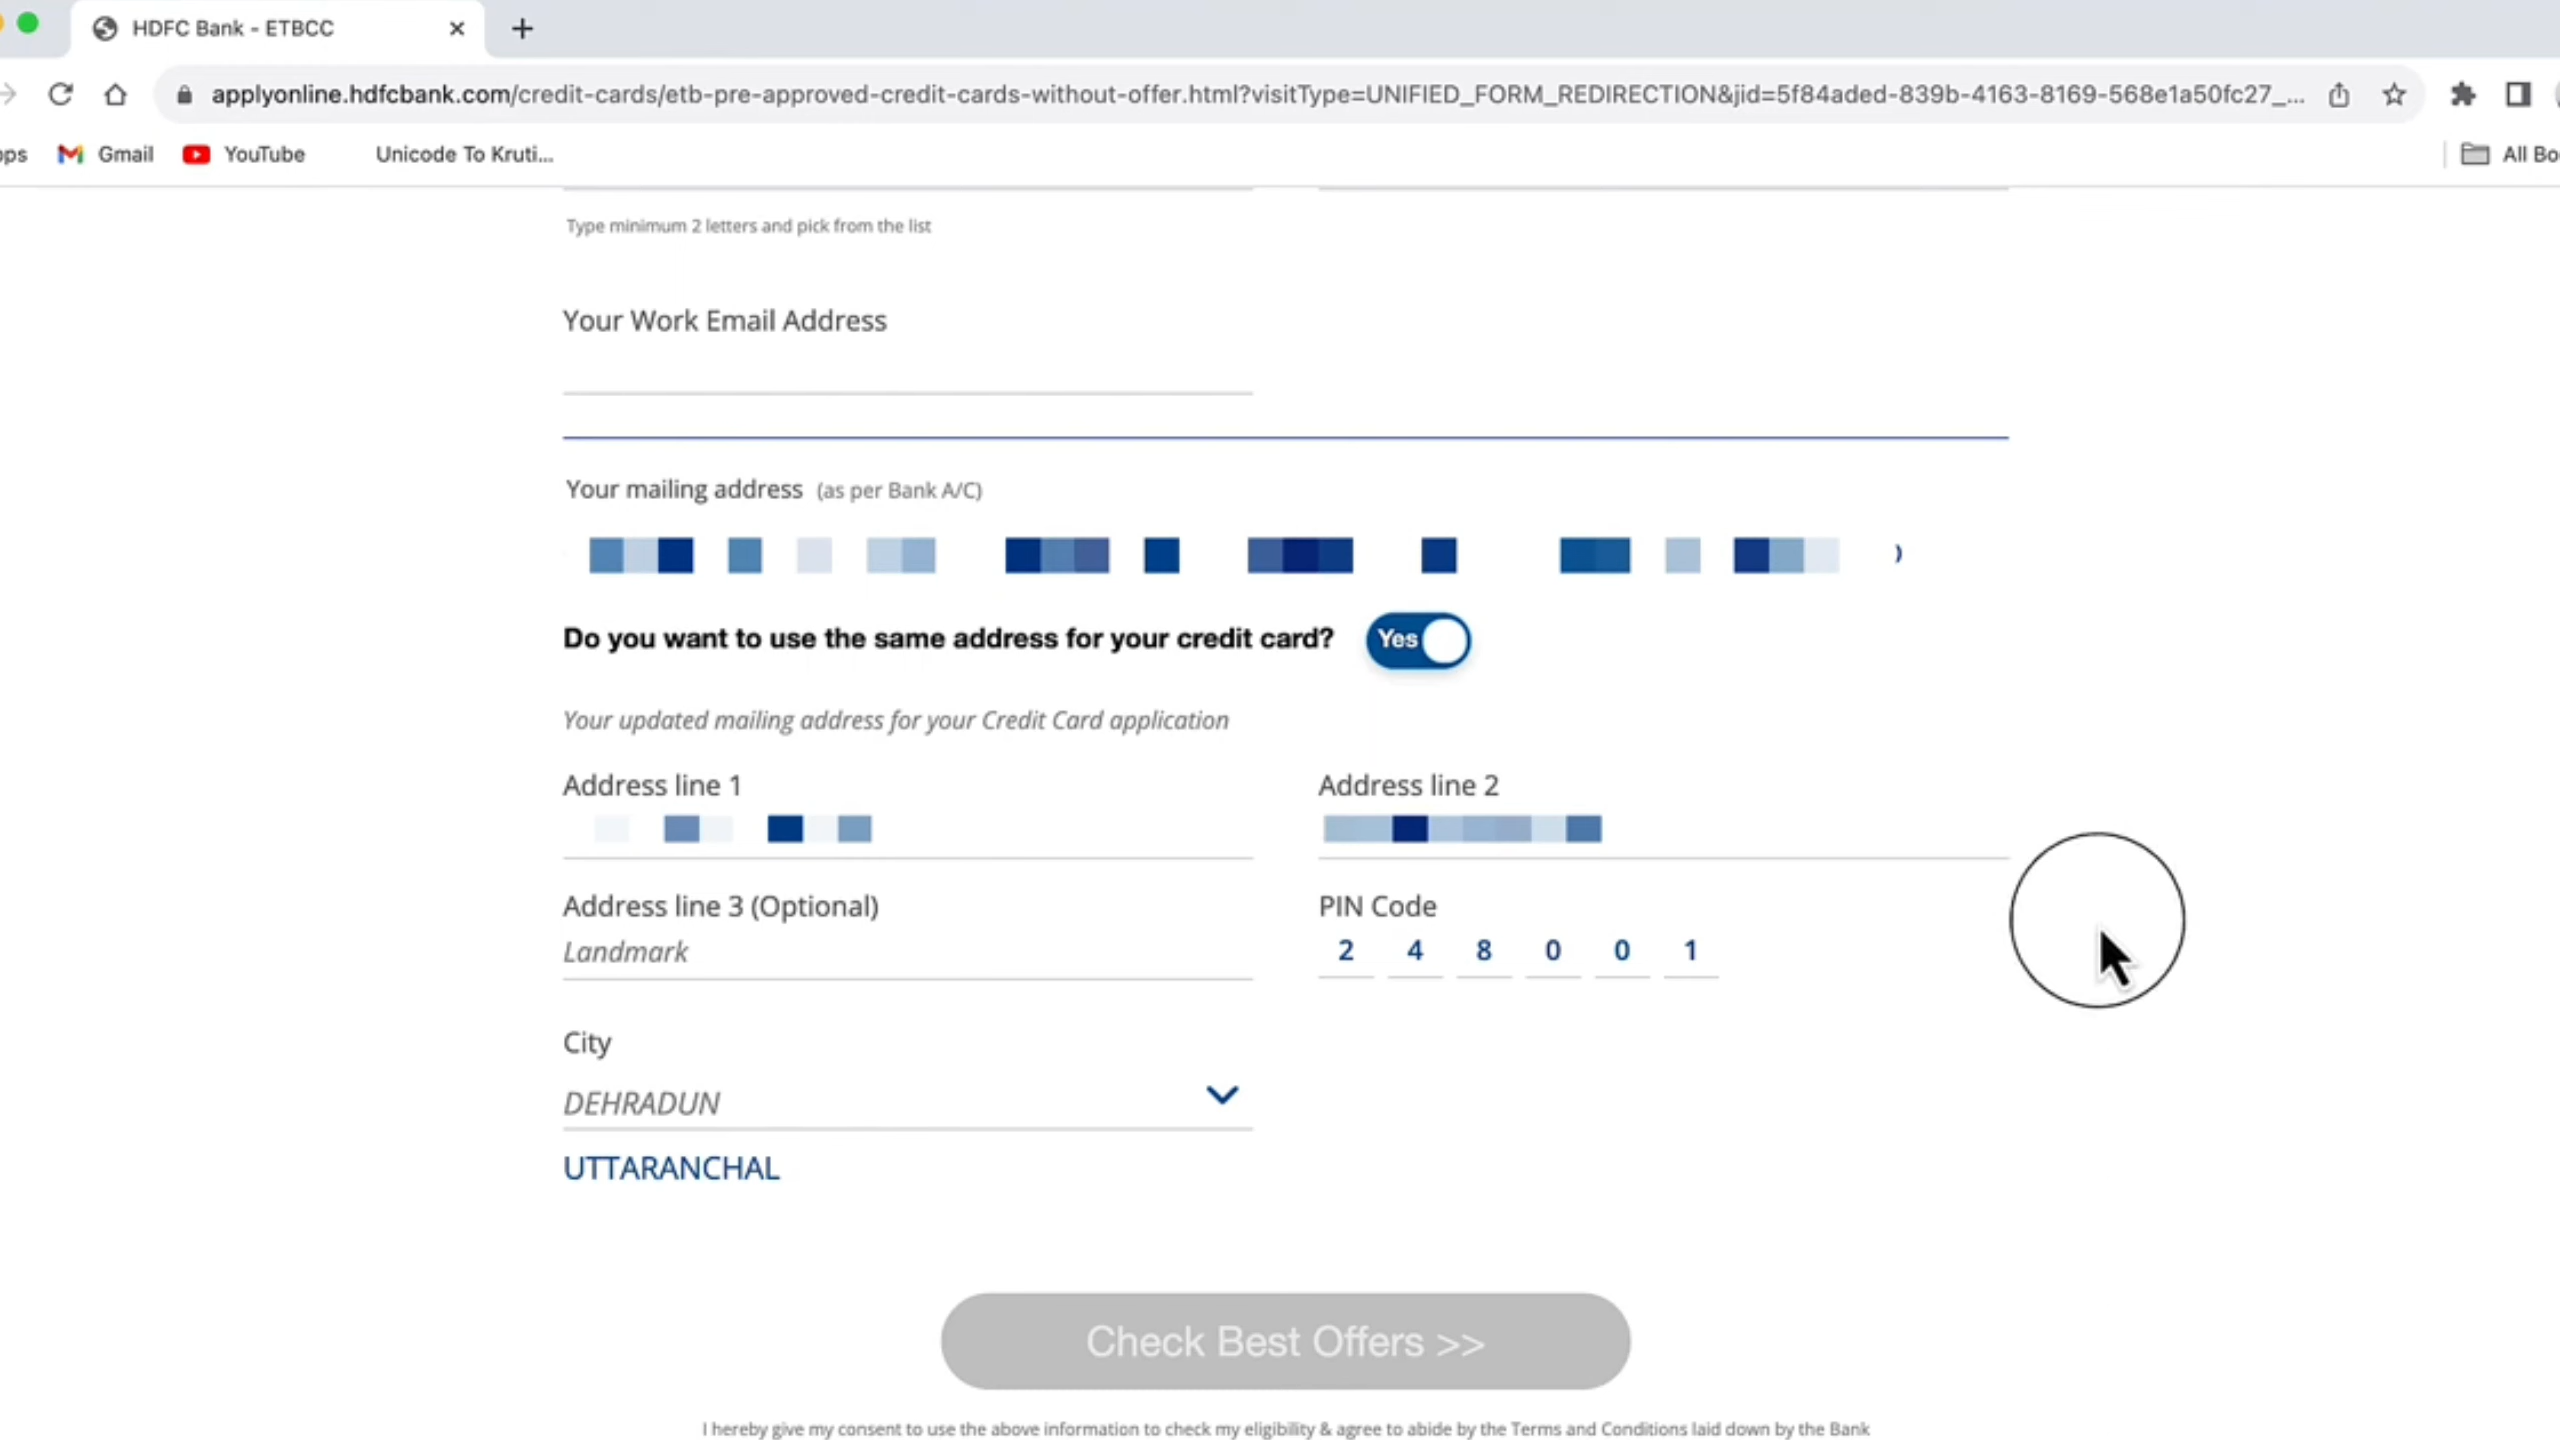 HDFC Bank - ETBCC
applyonline.hdfcbank.com/credit-cards/etb-pre-approved-credit-cards-without-offer.html?visitType=UNIFIED_FORM_REDIRECTION&jid=5f84aded-839b-4163-8169-568e1a50fc27_...
Gmail YouTube Unicode To Kruti... All Bo
Type minimum 2 letters and pick from the list
Your Work Email Address
Your mailing address (as per Bank A/C)
Do you want to use the same address for your credit card? Yes
Your updated mailing address for your Credit Card application
Address line 1 Address line 2
Address line 3 (Optional) PIN Code
Landmark 2 4 8 0 0 1
City
DEHRADUN
UTTARANCHAL
Check Best Offers >>
I hereby give my consent to use the above information to check my eligibility & agree to abide by the Terms and Conditions laid down by the Bank